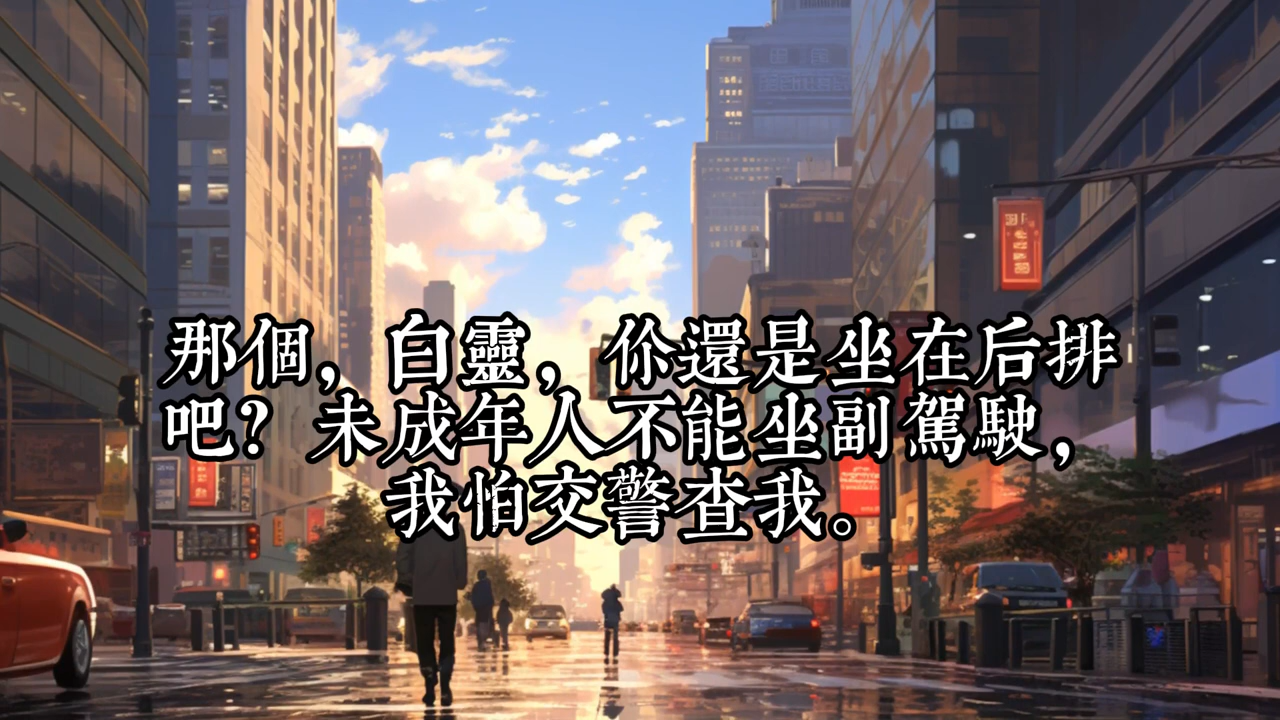 那個，白靈，你還是坐在后排
吧？未成年人不能坐副駕駛，
我怕交警查我。